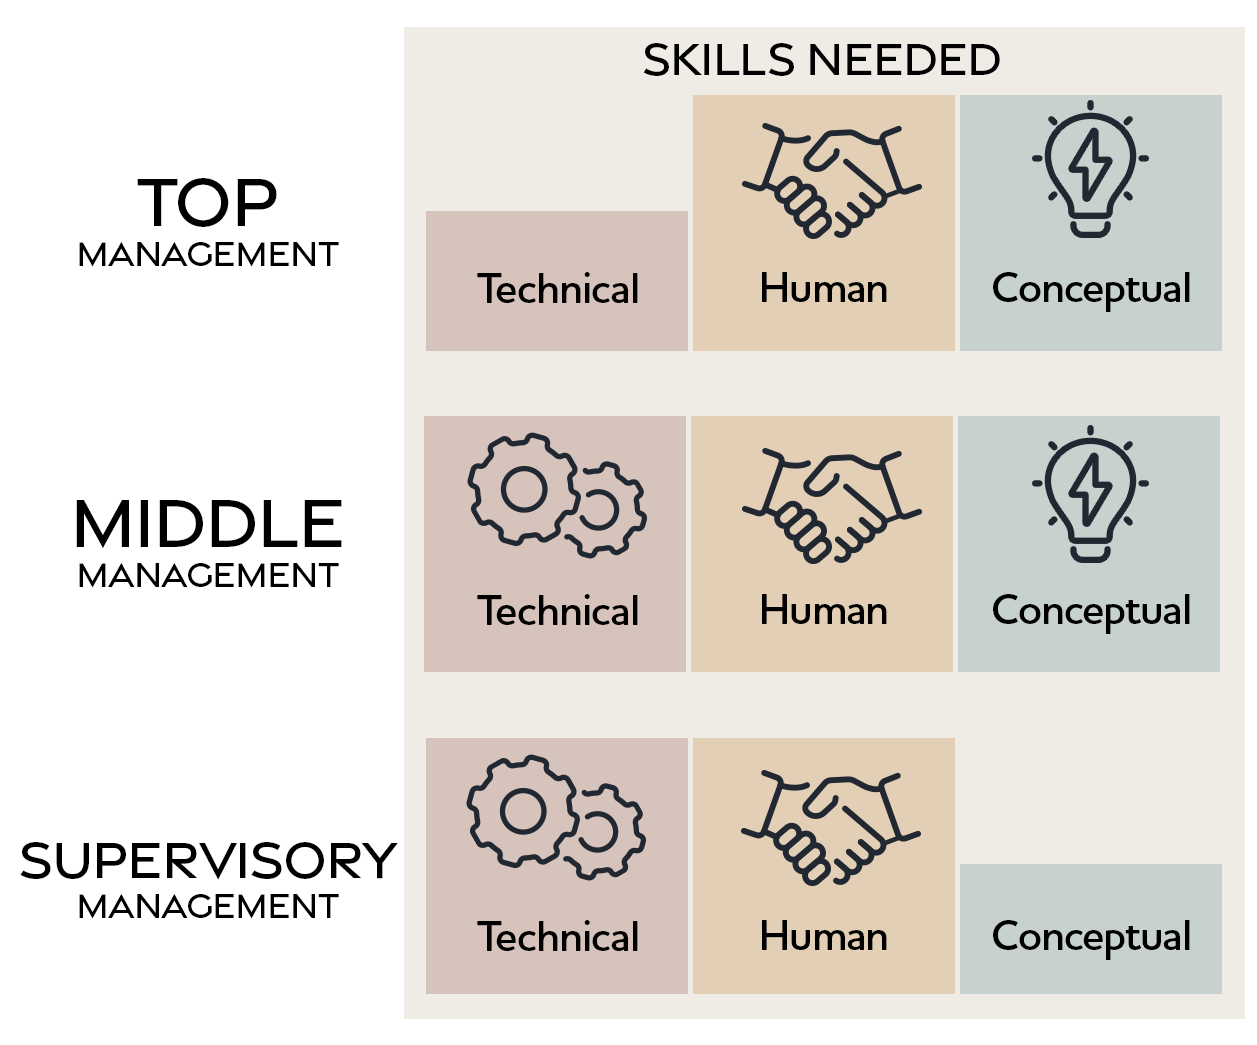 SKILLS NEEDED
TOP
MANAGEMENT
Technical
Human
Conceptual
MIDDLE
MANAGEMENT
Technical
Human
Conceptual
SUPERVISORY
MANAGEMENT
Technical
Human
Conceptual